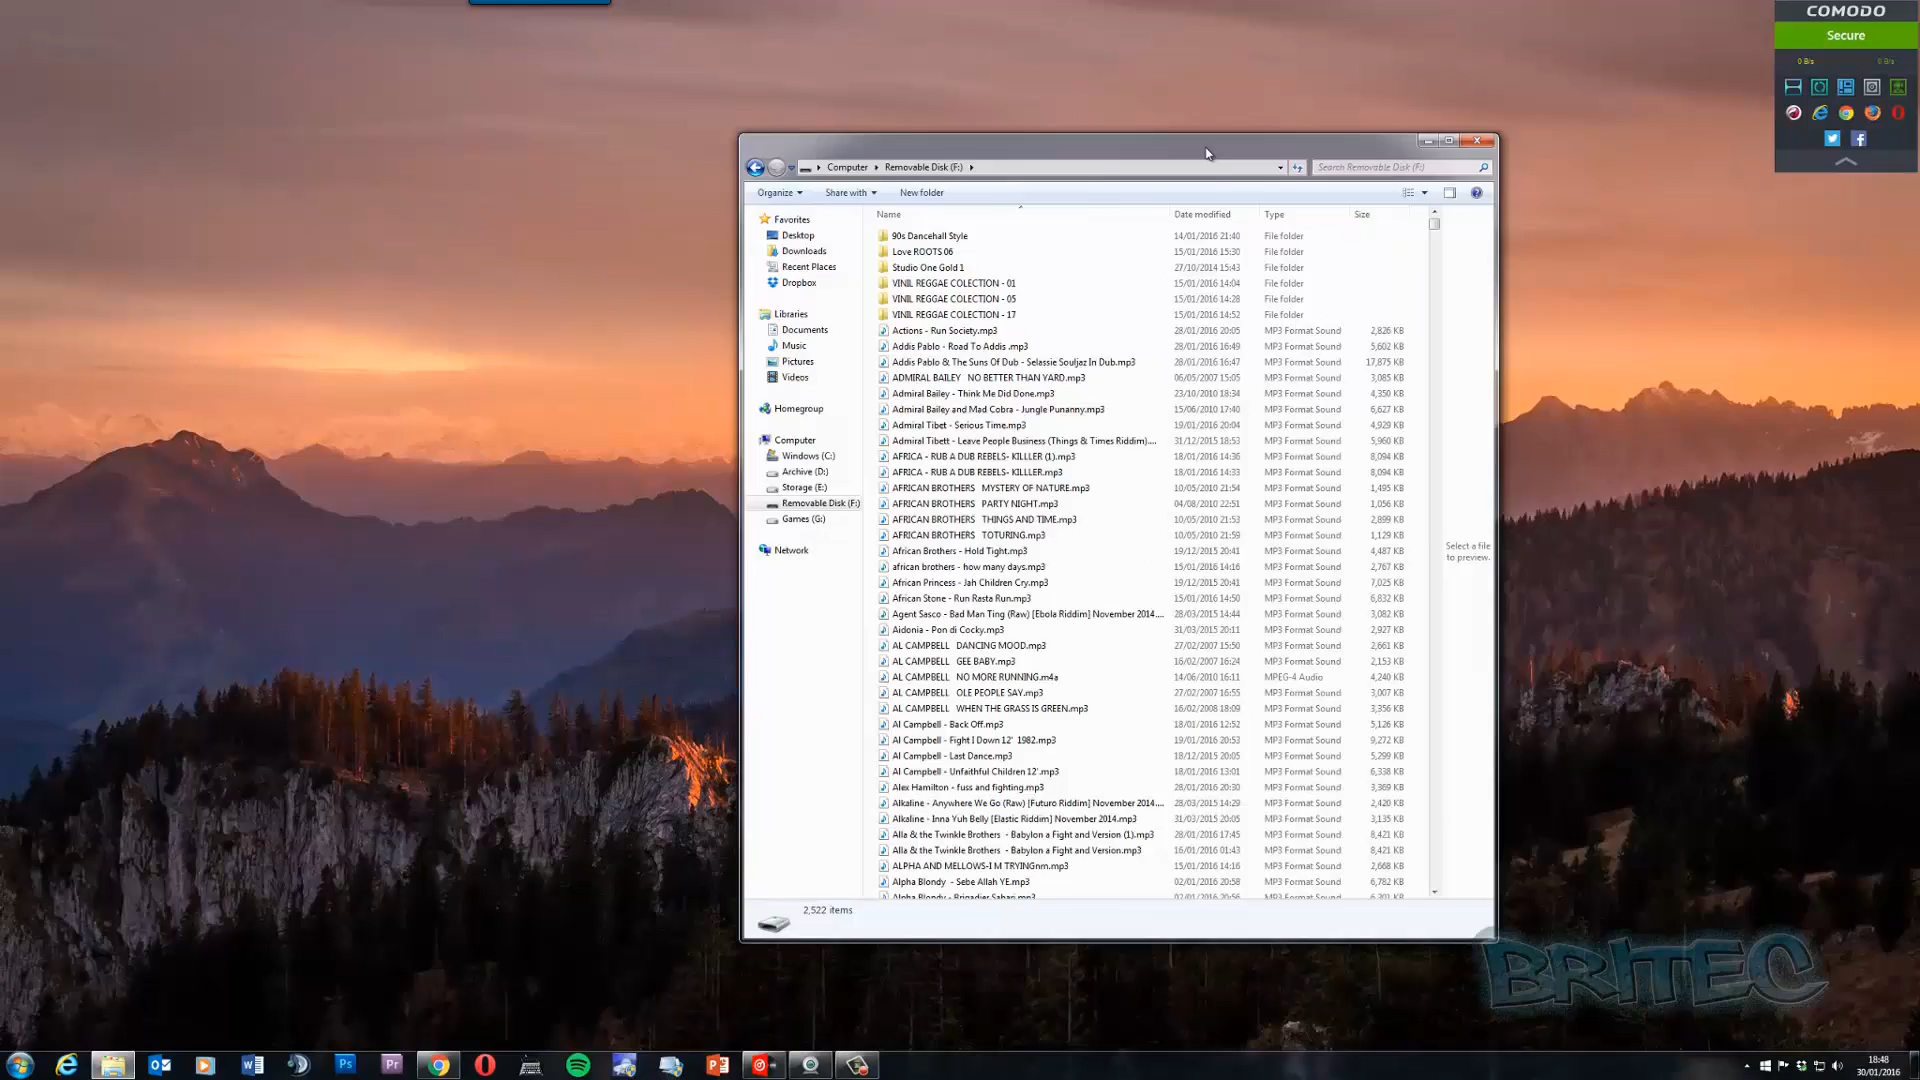 COMODO
Secure
0 B/s 0 B/s
Computer Removable Disk (F:)
Search Removable Disk (F:)
Organize Share with New folder
Name Date modified Type Size
Favorites
Desktop
Downloads
Recent Places
Dropbox
Libraries
Documents
Music
Pictures
Videos
Homegroup
Computer
Windows (C:)
Archive (D:)
Storage (E:)
Removable Disk (F:)
Games (G:)
Network
90s Dancehall Style 14/01/2016 21:40 File folder
Love ROOTS 06 15/01/2016 15:30 File folder
Studio One Gold 1 27/10/2014 15:43 File folder
VINIL REGGAE COLECTION - 01 15/01/2016 14:04 File folder
VINIL REGGAE COLECTION - 05 15/01/2016 14:28 File folder
VINIL REGGAE COLECTION - 17 15/01/2016 14:52 File folder
Actions - Run Society.mp3 28/01/2016 20:05 MP3 Format Sound 2,826 KB
Addis Pablo - Road To Addis .mp3 28/01/2016 16:49 MP3 Format Sound 5,602 KB
Addis Pablo & The Suns Of Dub - Selassie Souljaz In Dub.mp3 28/01/2016 16:47 MP3 Format Sound 17,875 KB
ADMIRAL BAILEY NO BETTER THAN YARD.mp3 06/05/2007 15:05 MP3 Format Sound 3,085 KB
Admiral Bailey - Think Me Did Done.mp3 23/10/2010 18:34 MP3 Format Sound 4,350 KB
Admiral Bailey and Mad Cobra - Jungle Punanny.mp3 15/06/2010 17:40 MP3 Format Sound 6,627 KB
Admiral Tibet - Serious Time.mp3 19/01/2016 20:04 MP3 Format Sound 4,929 KB
Admiral Tibett - Leave People Business (Things & Times Riddim).... 31/12/2015 18:53 MP3 Format Sound 5,960 KB
AFRICA - RUB A DUB REBELS- KILLLER (1).mp3 18/01/2016 14:36 MP3 Format Sound 8,094 KB
AFRICA - RUB A DUB REBELS- KILLLER.mp3 18/01/2016 14:33 MP3 Format Sound 8,094 KB
AFRICAN BROTHERS MYSTERY OF NATURE.mp3 10/05/2010 21:54 MP3 Format Sound 1,495 KB
AFRICAN BROTHERS PARTY NIGHT.mp3 04/08/2010 22:51 MP3 Format Sound 1,056 KB
AFRICAN BROTHERS THINGS AND TIME.mp3 10/05/2010 21:53 MP3 Format Sound 2,899 KB
AFRICAN BROTHERS TOTURING.mp3 10/05/2010 21:59 MP3 Format Sound 1,129 KB
African Brothers - Hold Tight.mp3 19/12/2015 20:41 MP3 Format Sound 4,487 KB
african brothers - how many days.mp3 15/01/2016 14:16 MP3 Format Sound 2,767 KB
African Princess - Jah Children Cry.mp3 19/12/2015 20:41 MP3 Format Sound 7,025 KB
African Stone - Run Rasta Run.mp3 15/01/2016 14:50 MP3 Format Sound 6,832 KB
Agent Sasco - Bad Man Ting (Raw) [Ebola Riddim] November 2014.... 28/03/2015 14:44 MP3 Format Sound 3,082 KB
Aidonia - Pon di Cocky.mp3 31/03/2015 20:11 MP3 Format Sound 2,927 KB
AL CAMPBELL DANCING MOOD.mp3 27/02/2007 15:50 MP3 Format Sound 2,661 KB
AL CAMPBELL GEE BABY.mp3 16/02/2007 16:24 MP3 Format Sound 2,153 KB
AL CAMPBELL NO MORE RUNNING.m4a 14/06/2010 16:11 MPEG-4 Audio 4,240 KB
AL CAMPBELL OLE PEOPLE SAY.mp3 27/02/2007 16:55 MP3 Format Sound 3,007 KB
AL CAMPBELL WHEN THE GRASS IS GREEN.mp3 16/02/2008 18:09 MP3 Format Sound 3,356 KB
Al Campbell - Back Off.mp3 18/01/2016 12:52 MP3 Format Sound 5,126 KB
Al Campbell - Fight I Down 12' 1982.mp3 19/01/2016 20:53 MP3 Format Sound 9,272 KB
Al Campbell - Last Dance.mp3 18/12/2015 20:05 MP3 Format Sound 5,299 KB
Al Campbell - Unfaithful Children 12'.mp3 18/01/2016 13:01 MP3 Format Sound 6,338 KB
Alex Hamilton - fuss and fighting.mp3 28/01/2016 20:30 MP3 Format Sound 3,369 KB
Alkaline - Anywhere We Go (Raw) [Futuro Riddim] November 2014.... 28/03/2015 14:29 MP3 Format Sound 2,420 KB
Alkaline - Inna Yuh Belly [Elastic Riddim] November 2014.mp3 31/03/2015 20:05 MP3 Format Sound 3,135 KB
Alla & the Twinkle Brothers - Babylon a Fight and Version (1).mp3 28/01/2016 17:45 MP3 Format Sound 8,421 KB
Alla & the Twinkle Brothers - Babylon a Fight and Version.mp3 16/01/2016 01:43 MP3 Format Sound 8,421 KB
ALPHA AND MELLOWS-I M TRYINGnm.mp3 15/01/2016 14:16 MP3 Format Sound 2,668 KB
Alpha Blondy - Sebe Allah YE.mp3 02/01/2016 20:58 MP3 Format Sound 6,782 KB
Alpha Blondy - Brigadier Sabari.mp3 02/01/2016 20:56 MP3 Format Sound 6,301 KB
Select a file
to preview.
2,522 items
BRITEC
18:48
30/01/2016